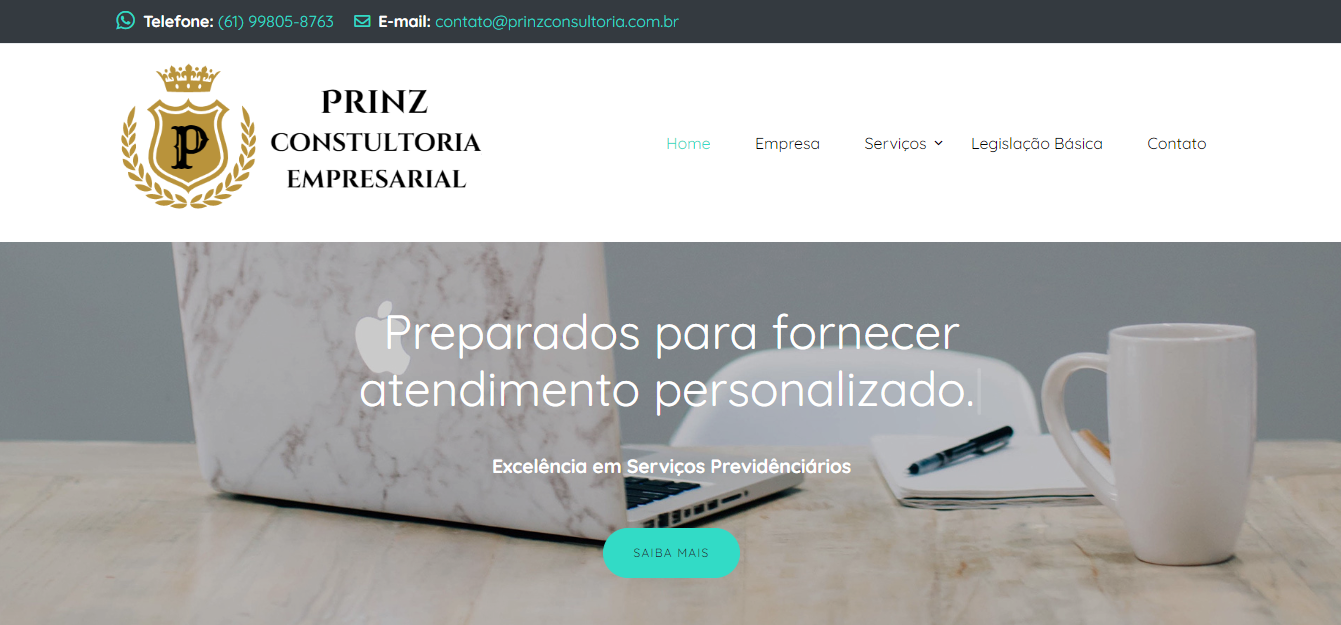 Telefone: (61) 99805-8763 E-mail: contato@prinzconsultoria.com.br
P
PRINZ
CONSTULTORIA
EMPRESARIAL
Home Empresa Serviços Legislação Básica Contato
Preparados para fornecer
atendimento personalizado.
Excelência em Serviços Previdênciários
SAIBA MAIS